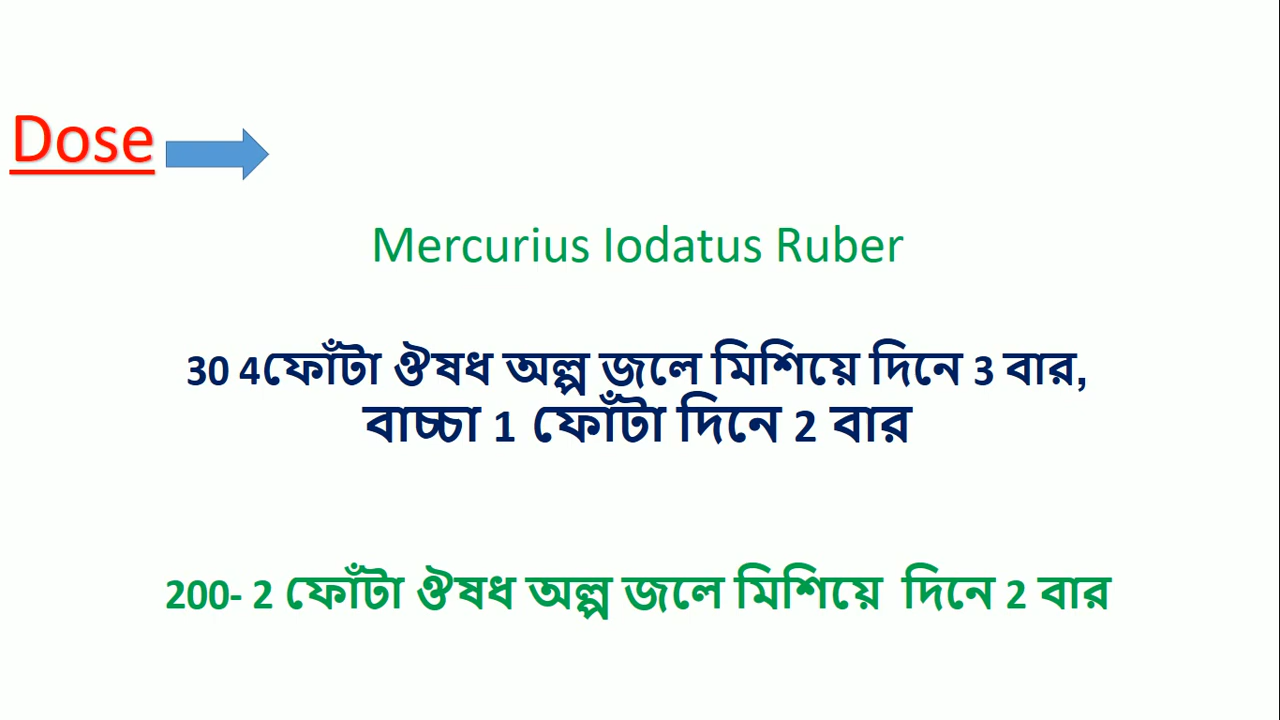 Dose
Mercurius Iodatus Ruber
30 4ফোঁটা ঔষধ অল্প জলে মিশিয়ে দিনে 3 বার,
বাচ্চা 1 ফোঁটা দিনে 2 বার
200- 2 ফোঁটা ঔষধ অল্প জলে মিশিয়ে দিনে 2 বার